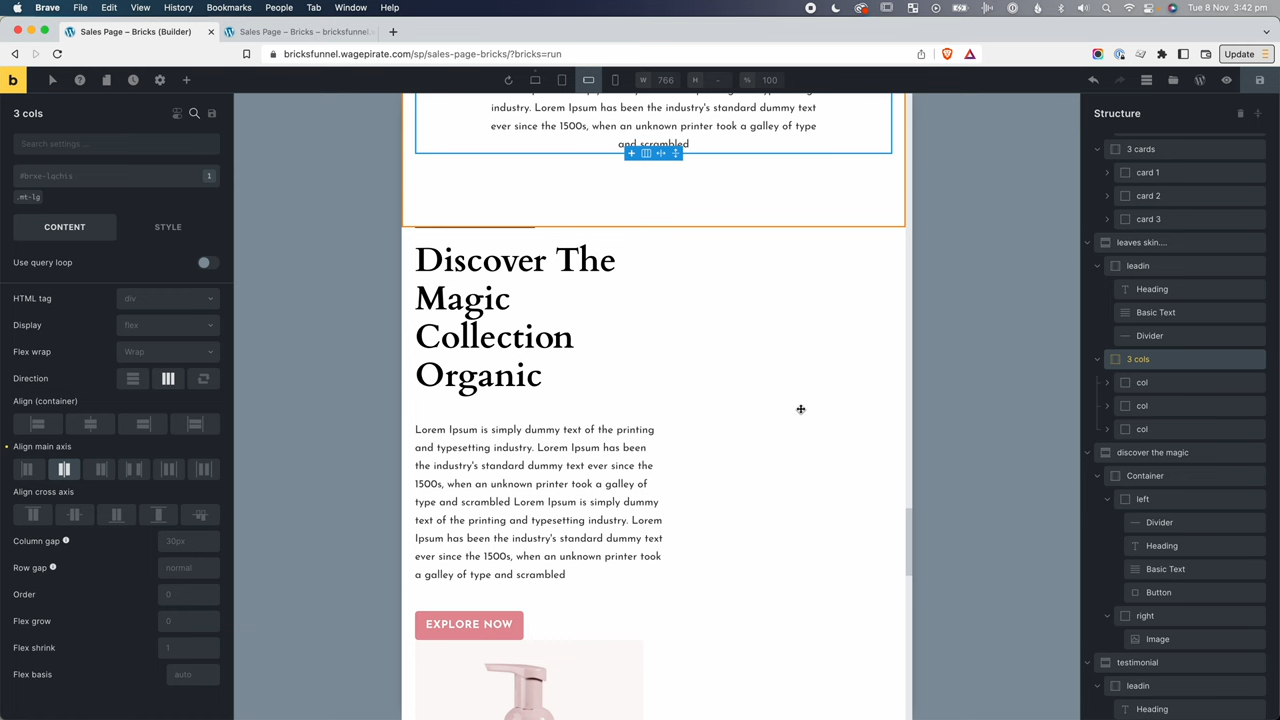 Brave File Edit View History Bookmarks People Tab Window Help Tue 8 Nov 3:42 pm
Sales Page – Bricks (Builder) Sales Page – Bricks – bricksfunnel.
bricksfunnel.wagepirate.com/sp/sales-page-bricks/?bricks=run Update
b W 766 H - % 100
3 cols
Search settings ...
#brxe-lqchis 1
.mt-lg
CONTENT STYLE
Use query loop
HTML tag div
Display flex
Flex wrap Wrap
Direction
Align (container)
Align main axis
Align cross axis
Column gap 30px
Row gap normal
Order 0
Flex grow 0
Flex shrink 1
Flex basis auto
industry. Lorem Ipsum has been the industry's standard dummy text
ever since the 1500s, when an unknown printer took a galley of type
and scrambled
Discover The
Magic
Collection
Organic
Lorem Ipsum is simply dummy text of the printing
and typesetting industry. Lorem Ipsum has been
the industry's standard dummy text ever since the
1500s, when an unknown printer took a galley of
type and scrambled Lorem Ipsum is simply dummy
text of the printing and typesetting industry. Lorem
Ipsum has been the industry's standard dummy text
ever since the 1500s, when an unknown printer took
a galley of type and scrambled
EXPLORE NOW
Structure
3 cards
card 1
card 2
card 3
leaves skin....
leadin
Heading
Basic Text
Divider
3 cols
col
col
col
discover the magic
Container
left
Divider
Heading
Basic Text
Button
right
Image
testimonial
leadin
Heading